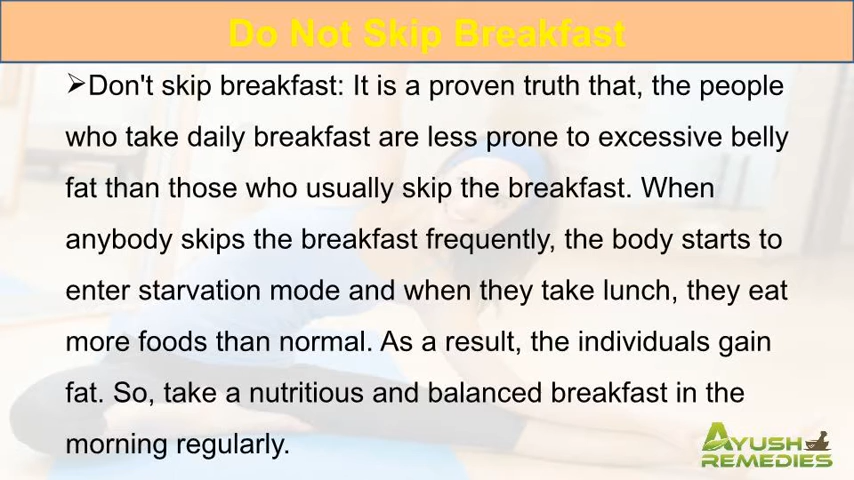 Do Not Skip Breakfast
➢Don't skip breakfast: It is a proven truth that, the people
who take daily breakfast are less prone to excessive belly
fat than those who usually skip the breakfast. When
anybody skips the breakfast frequently, the body starts to
enter starvation mode and when they take lunch, they eat
more foods than normal. As a result, the individuals gain
fat. So, take a nutritious and balanced breakfast in the
morning regularly.
AYUSH
REMEDIES